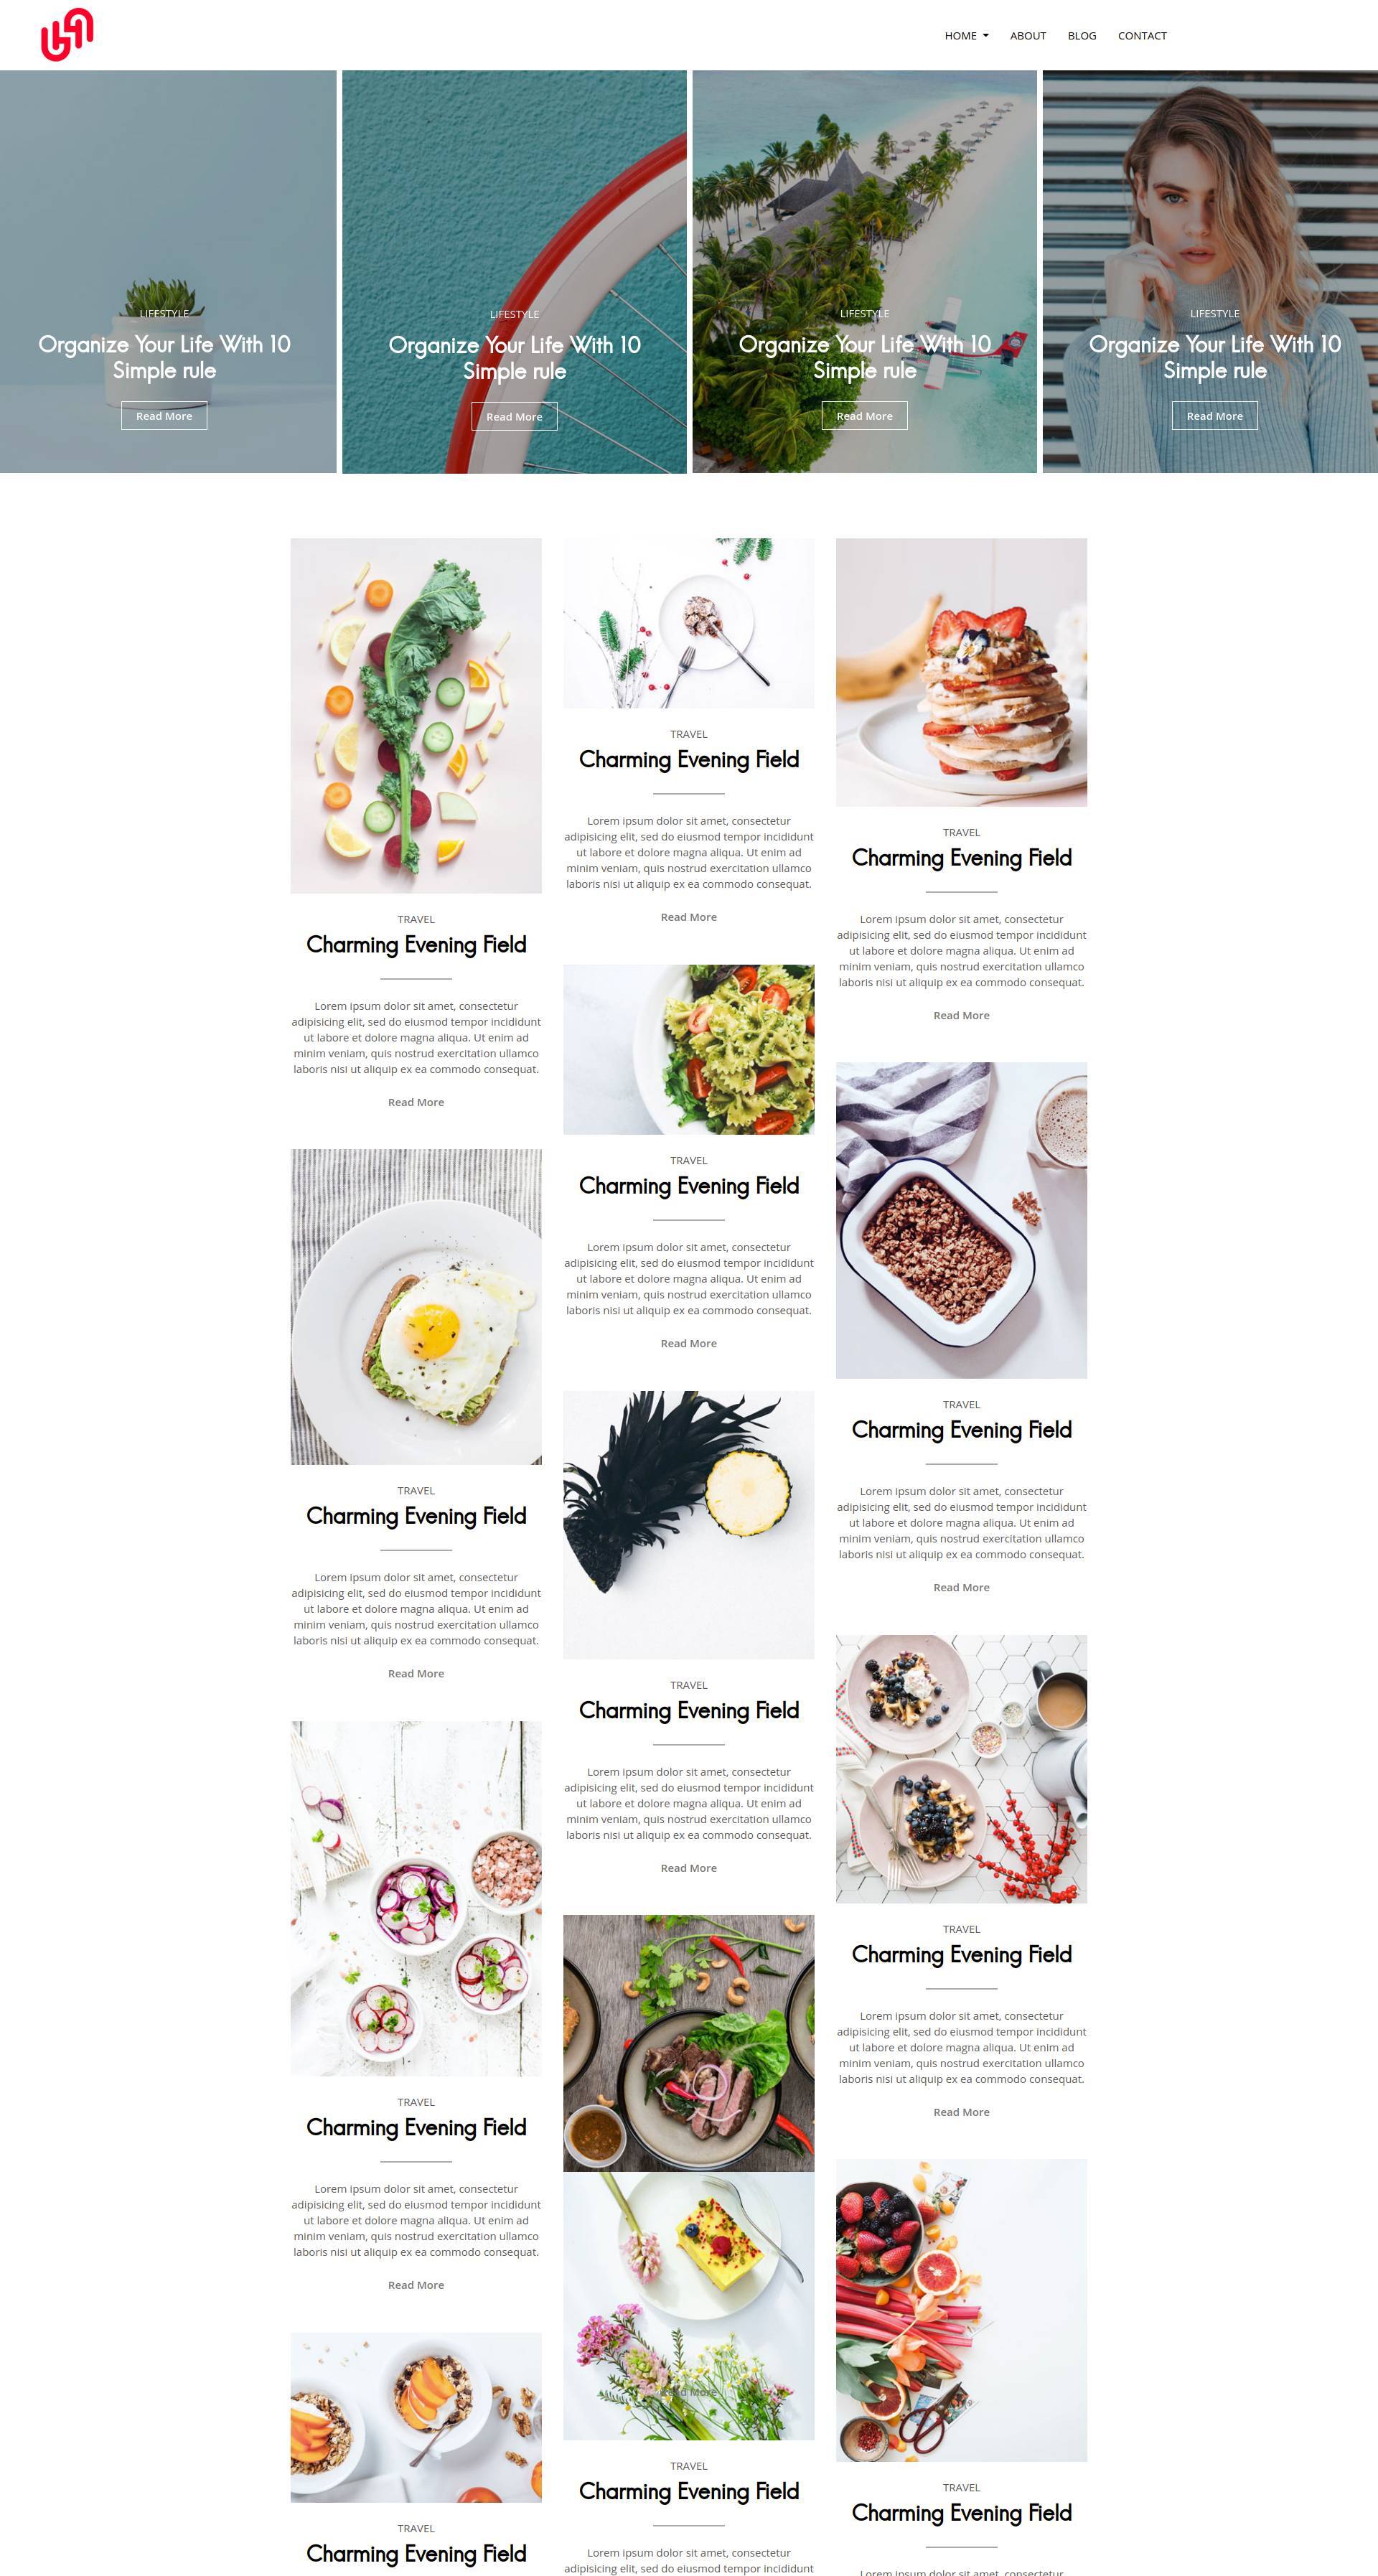 HOME
ABOUT
BLOG
CONTACT
LIFESTYLE
Organize Your Life With 10
Simple rule
Read More
LIFESTYLE
Organize Your Life With 10
Simple rule
Read More
LIFESTYLE
Organize Your Life With 10
Simple rule
Read More
LIFESTYLE
Organize Your Life With 10
Simple rule
Read More
TRAVEL
Charming Evening Field
Lorem ipsum dolor sit amet, consectetur
adipisicing elit, sed do eiusmod tempor incididunt
ut labore et dolore magna aliqua. Ut enim ad
minim veniam, quis nostrud exercitation ullamco
laboris nisi ut aliquip ex ea commodo consequat.
Read More
TRAVEL
Charming Evening Field
Lorem ipsum dolor sit amet, consectetur
adipisicing elit, sed do eiusmod tempor incididunt
ut labore et dolore magna aliqua. Ut enim ad
minim veniam, quis nostrud exercitation ullamco
laboris nisi ut aliquip ex ea commodo consequat.
Read More
TRAVEL
Charming Evening Field
Lorem ipsum dolor sit amet, consectetur
adipisicing elit, sed do eiusmod tempor incididunt
ut labore et dolore magna aliqua. Ut enim ad
minim veniam, quis nostrud exercitation ullamco
laboris nisi ut aliquip ex ea commodo consequat.
Read More
TRAVEL
Charming Evening Field
TRAVEL
Charming Evening Field
Lorem ipsum dolor sit amet, consectetur
adipisicing elit, sed do eiusmod tempor incididunt
ut labore et dolore magna aliqua. Ut enim ad
minim veniam, quis nostrud exercitation ullamco
laboris nisi ut aliquip ex ea commodo consequat.
Read More
TRAVEL
Charming Evening Field
Lorem ipsum dolor sit amet, consectetur
adipisicing elit, sed do eiusmod tempor incididunt
ut labore et dolore magna aliqua. Ut enim ad
minim veniam, quis nostrud exercitation ullamco
laboris nisi ut aliquip ex ea commodo consequat.
Read More
TRAVEL
Charming Evening Field
Lorem ipsum dolor sit amet, consectetur
adipisicing elit, sed do eiusmod tempor incididunt
ut labore et dolore magna aliqua. Ut enim ad
minim veniam, quis nostrud exercitation ullamco
laboris nisi ut aliquip ex ea commodo consequat.
Read More
Read More
TRAVEL
Charming Evening Field
Lorem ipsum dolor sit amet, consectetur
adipisicing elit, sed do eiusmod tempor incididunt
TRAVEL
Charming Evening Field
Lorem ipsum dolor sit amet, consectetur
adipisicing elit, sed do eiusmod tempor incididunt
ut labore et dolore magna aliqua. Ut enim ad
minim veniam, quis nostrud exercitation ullamco
laboris nisi ut aliquip ex ea commodo consequat.
Read More
TRAVEL
Charming Evening Field
Lorem ipsum dolor sit amet, consectetur
adipisicing elit, sed do eiusmod tempor incididunt
ut labore et dolore magna aliqua. Ut enim ad
minim veniam, quis nostrud exercitation ullamco
laboris nisi ut aliquip ex ea commodo consequat.
Read More
TRAVEL
Charming Evening Field
Lorem ipsum dolor sit amet, consectetur
adipisicing elit, sed do eiusmod tempor incididunt
ut labore et dolore magna aliqua. Ut enim ad
minim veniam, quis nostrud exercitation ullamco
laboris nisi ut aliquip ex ea commodo consequat.
Read More
TRAVEL
Charming Evening Field
Lorem ipsum dolor sit amet, consectetur